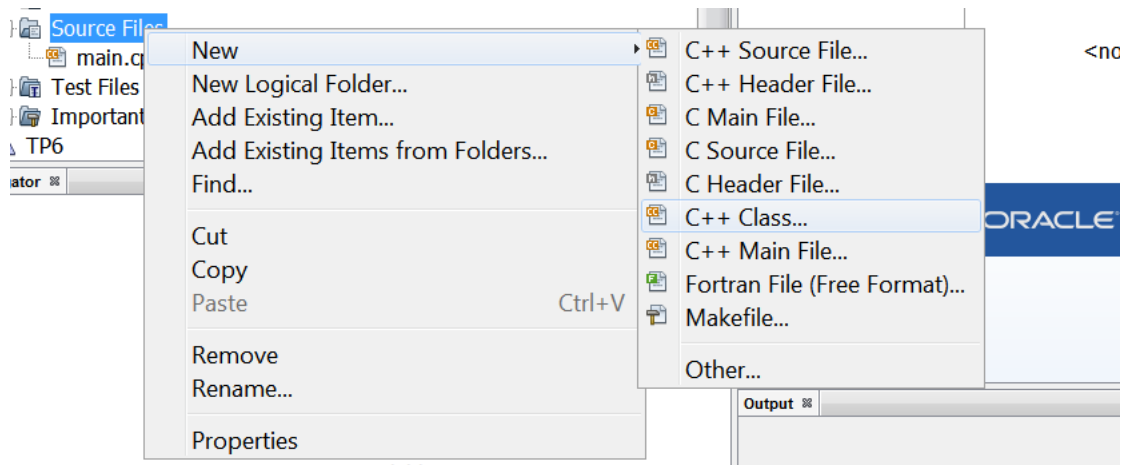 Source Files
main.cp
Test Files
Important
TP6
ator
New
New Logical Folder...
Add Existing Item...
Add Existing Items from Folders...
Find...
Cut
Copy
Paste Ctrl+V
Remove
Rename...
Properties
C++ Source File...
C++ Header File...
C Main File...
C Source File...
C Header File...
C++ Class...
C++ Main File...
Fortran File (Free Format)...
Makefile...
Other...
<no
ORACLE
Output